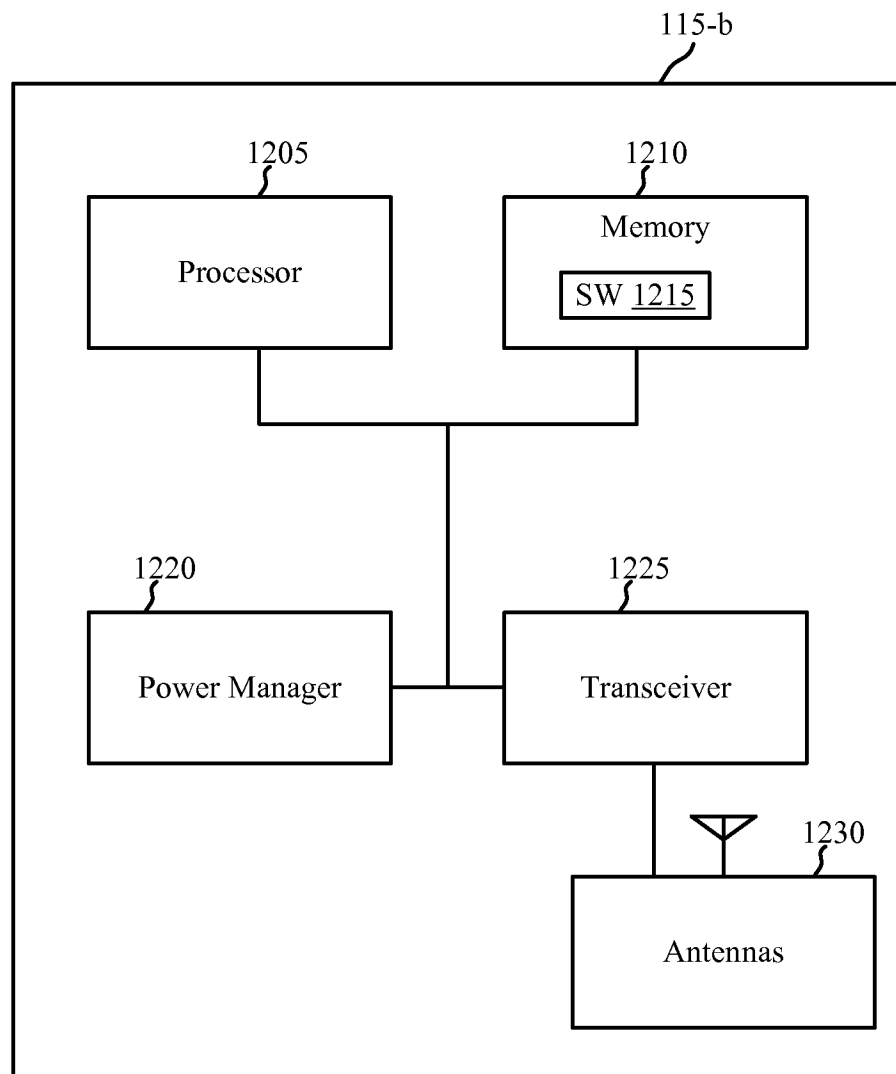 115-b
1205
1210
Processor
Memory
SW 1215
1220
1225
Power Manager
Transceiver
1230
Antennas